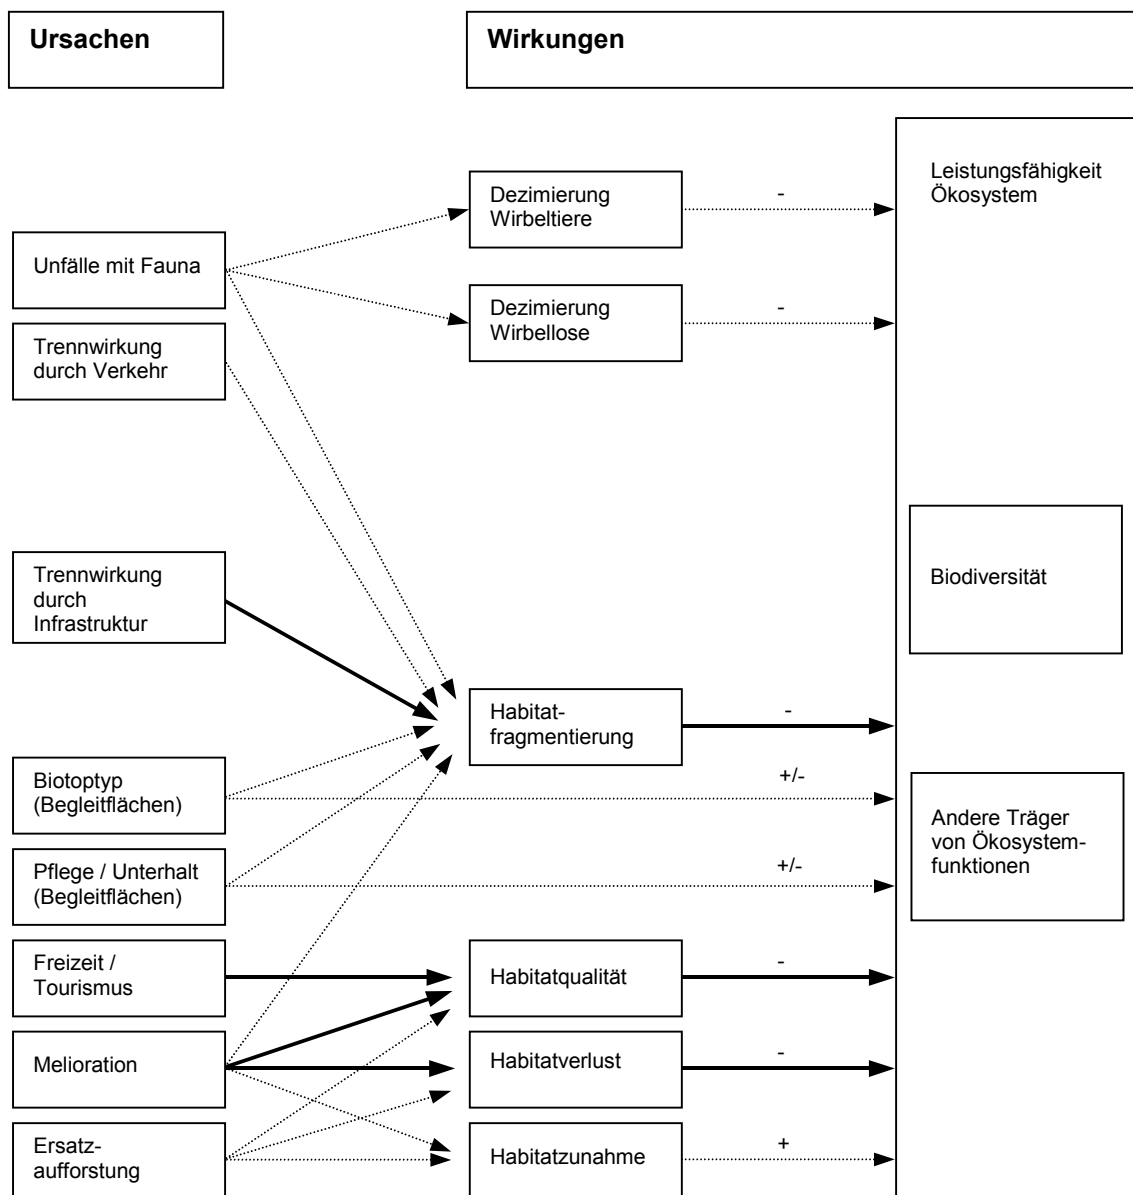 Ursachen
Wirkungen
Leistungsfähigkeit
Ökosystem
Dezimierung
Wirbeltiere
-
Unfälle mit Fauna
Dezimierung
Wirbellose
-
Trennwirkung
durch Verkehr
Trennwirkung
durch
Infrastruktur
Biodiversität
Habitat-
fragmentierung
-
Biotoptyp
(Begleitflächen)
+/-
Andere Träger
von Ökosystem-
funktionen
Pflege / Unterhalt
(Begleitflächen)
+/-
Freizeit /
Tourismus
Habitatqualität
-
Melioration
Habitatverlust
-
Ersatz-
aufforstung
Habitatzunahme
+